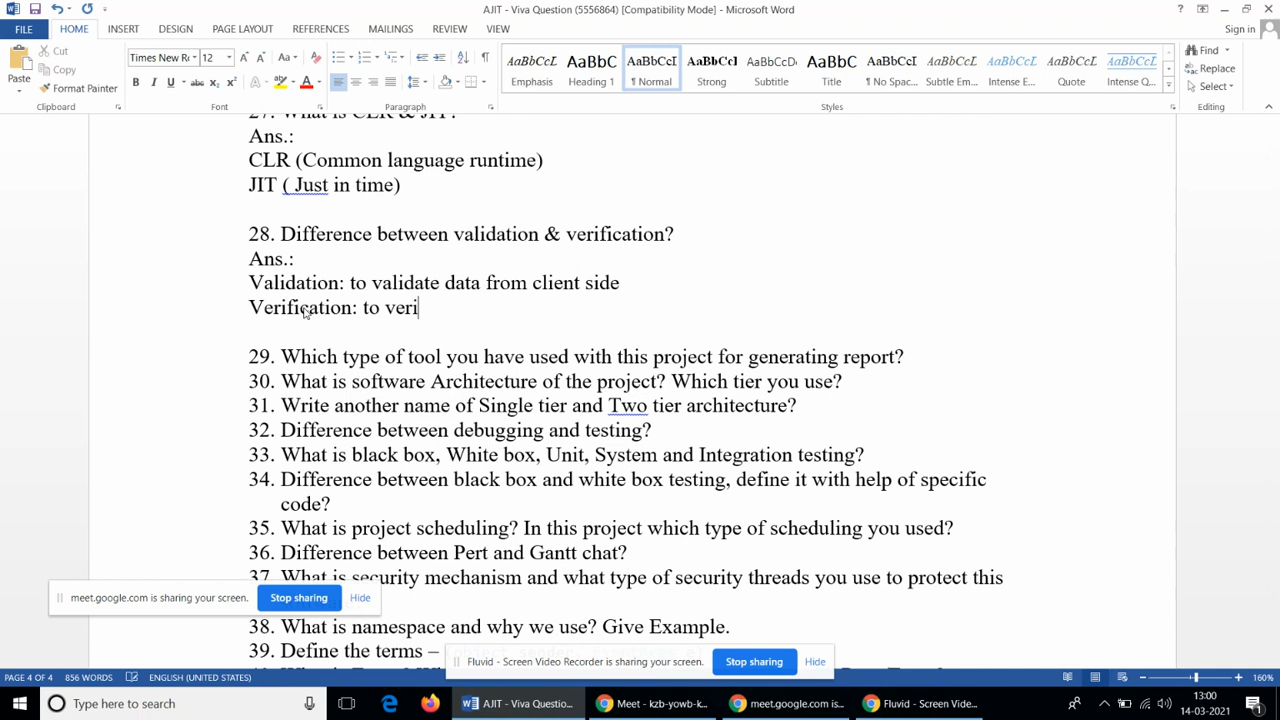 AJIT - Viva Question (5556864) [Compatibility Mode] - Microsoft Word
Sign in
FILE HOME INSERT DESIGN PAGE LAYOUT REFERENCES MAILINGS REVIEW VIEW
Paste
Cut
Copy
Format Painter
Clipboard
Times New R
12
Font
Paragraph
AaBbCcL Emphasis
AaBbC Heading 1
AaBbCcI ¶ Normal
AaBbCc Strong
AaBbCcD Subtitle
AaBbC Title
AaBbCcI ¶ No Spac...
AaBbCcL Subtle Em...
AaBbCcL Intense E...
AaBbCcL Quote
AaBbCcL Intense Q...
Styles
Find
Replace
Select
Editing
27. What is CLR & JIT?
Ans.:
CLR (Common language runtime)
JIT ( Just in time)
28. Difference between validation & verification?
Ans.:
Validation: to validate data from client side
Verification: to veri
29. Which type of tool you have used with this project for generating report?
30. What is software Architecture of the project? Which tier you use?
31. Write another name of Single tier and Two tier architecture?
32. Difference between debugging and testing?
33. What is black box, White box, Unit, System and Integration testing?
34. Difference between black box and white box testing, define it with help of specific
code?
35. What is project scheduling? In this project which type of scheduling you used?
36. Difference between Pert and Gantt chat?
37. What is security mechanism and what type of security threads you use to protect this
meet.google.com is sharing your screen. Stop sharing Hide
38. What is namespace and why we use? Give Example.
39. Define the terms –
Fluvid - Screen Video Recorder is sharing your screen. Stop sharing Hide
PAGE 4 OF 4 856 WORDS ENGLISH (UNITED STATES)
160%
Type here to search
AJIT - Viva Questio...
Meet - kzb-yowb-k...
meet.google.com is...
Fluvid - Screen Vide...
13:00
14-03-2021